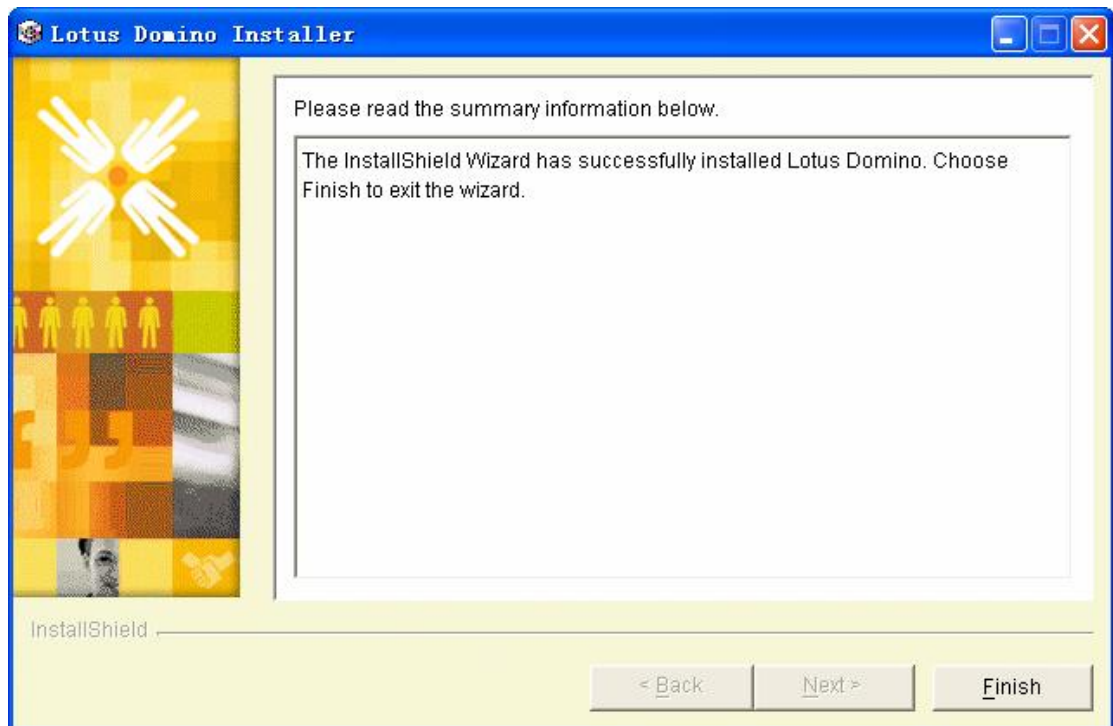 Lotus Domino Installer
Please read the summary information below.
The InstallShield Wizard has successfully installed Lotus Domino. Choose
Finish to exit the wizard.
InstallShield
< Back
Next >
Finish